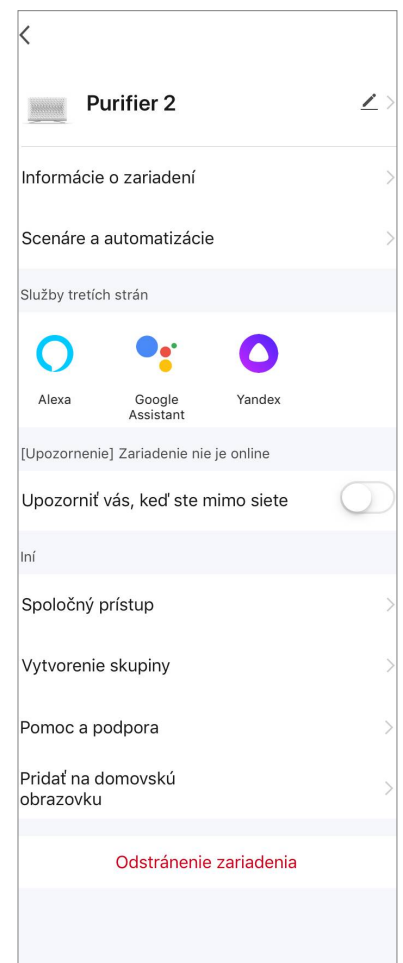 Purifier 2
Informácie o zariadení
Scenáre a automatizácie
Služby tretích strán
Alexa
Google
Assistant
Yandex
[Upozornenie] Zariadenie nie je online
Upozorniť vás, keď ste mimo siete
Iní
Spoločný prístup
Vytvorenie skupiny
Pomoc a podpora
Pridať na domovskú
obrazovku
Odstránenie zariadenia